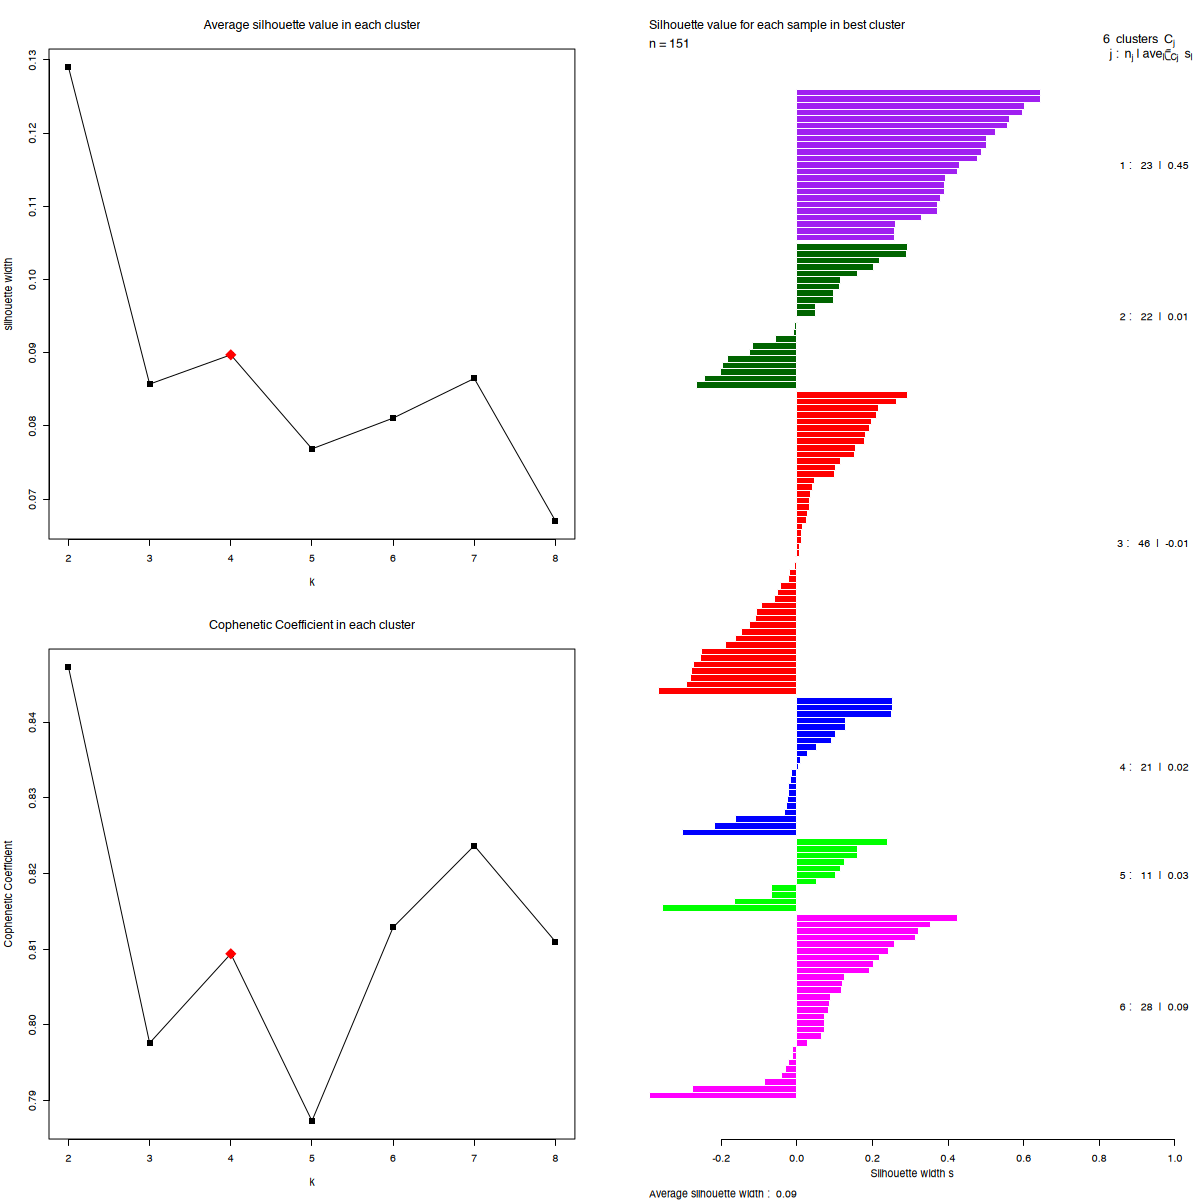 Average silhouette value in each cluster
silhouette width
0.13
0.12
0.11
0.10
0.09
0.08
0.07
2 3 4 5 6 7 8
k
Cophenetic Coefficient in each cluster
Cophenetic Coefficient
0.84
0.83
0.82
0.81
0.80
0.79
2 3 4 5 6 7 8
k
Silhouette value for each sample in best cluster
n = 151
6 clusters Cj
j : nj | avei∈Cj si
1 : 23 | 0.45
2 : 22 | 0.01
3 : 46 | -0.01
4 : 21 | 0.02
5 : 11 | 0.03
6 : 28 | 0.09
-0.2 0.0 0.2 0.4 0.6 0.8 1.0
Silhouette width s
Average silhouette width : 0.09